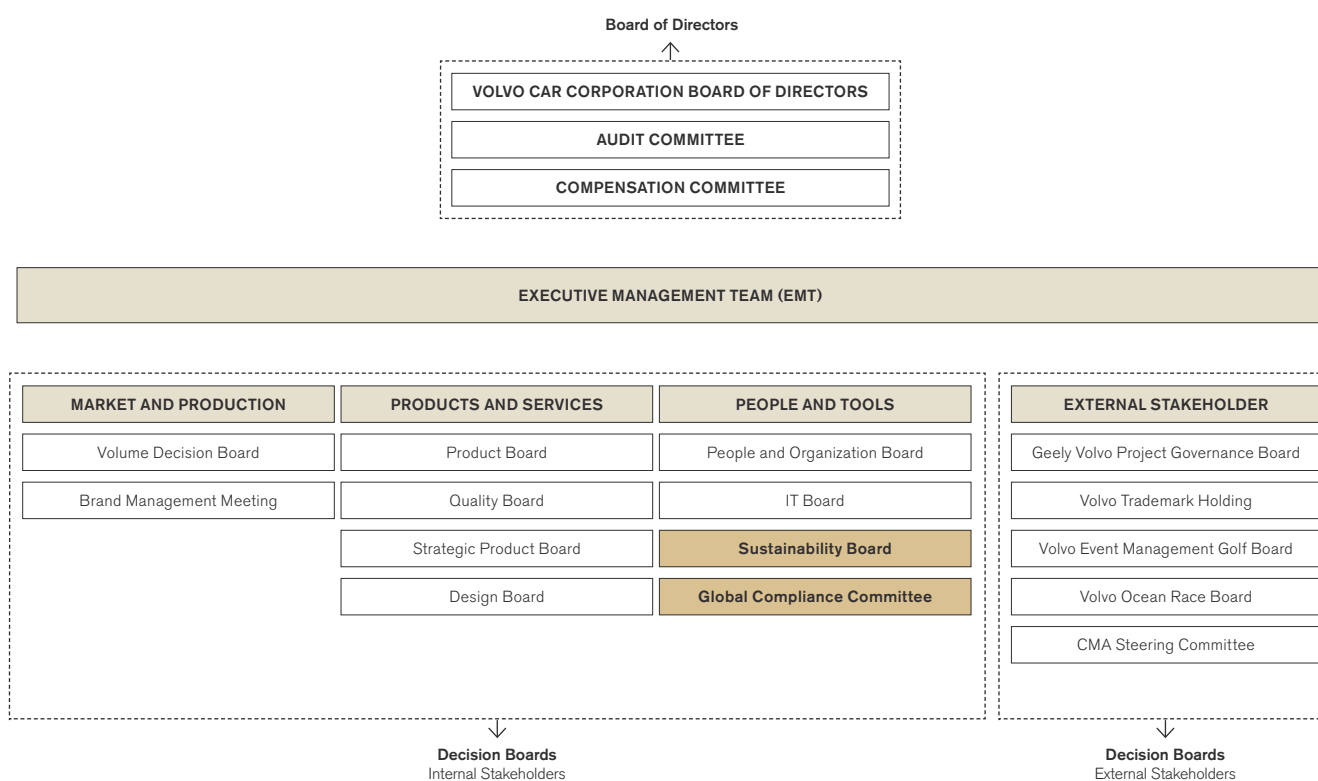 Board of Directors
VOLVO CAR CORPORATION BOARD OF DIRECTORS
AUDIT COMMITTEE
COMPENSATION COMMITTEE
EXECUTIVE MANAGEMENT TEAM (EMT)
MARKET AND PRODUCTION
Volume Decision Board
Brand Management Meeting
PRODUCTS AND SERVICES
Product Board
Quality Board
Strategic Product Board
Design Board
PEOPLE AND TOOLS
People and Organization Board
IT Board
Sustainability Board
Global Compliance Committee
EXTERNAL STAKEHOLDER
Geely Volvo Project Governance Board
Volvo Trademark Holding
Volvo Event Management Golf Board
Volvo Ocean Race Board
CMA Steering Committee
Decision Boards
Internal Stakeholders
Decision Boards
External Stakeholders